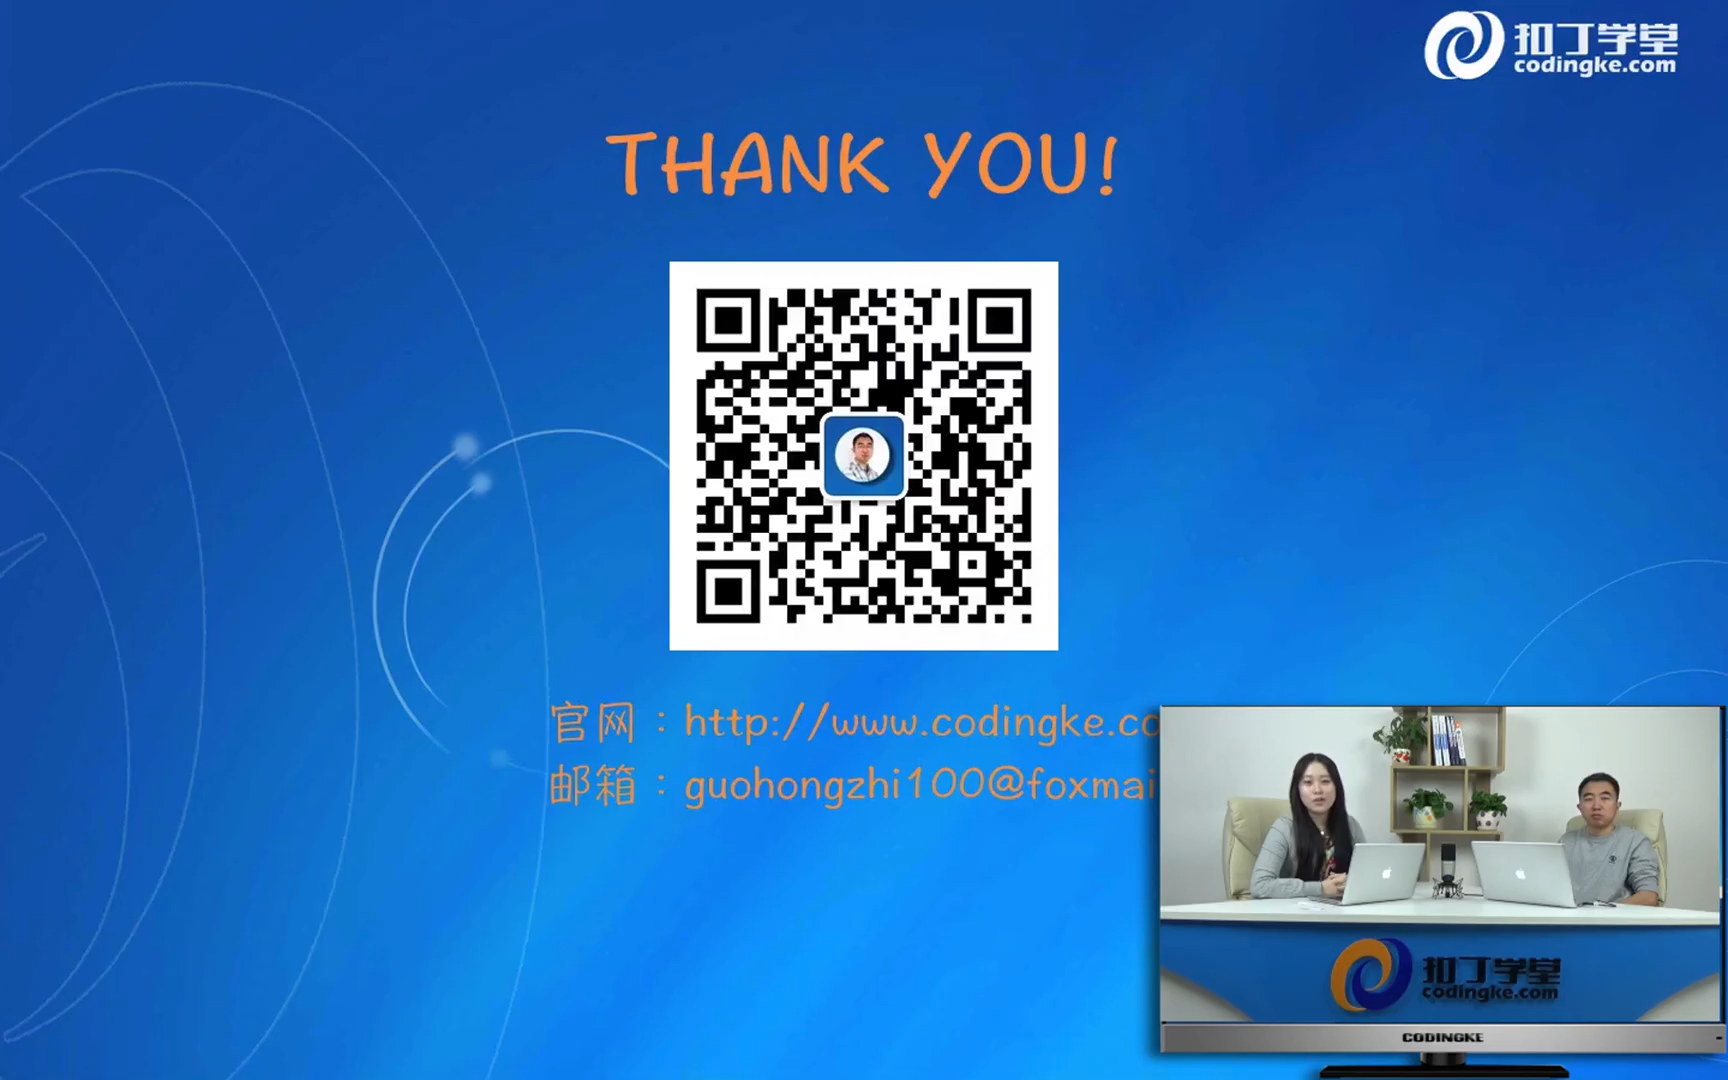 扣丁学堂
codingke.com
THANK YOU!
官网：http://www.codingke.co
邮箱：guohongzhi100@foxmai
扣丁学堂
codingke.com
CODINGKE